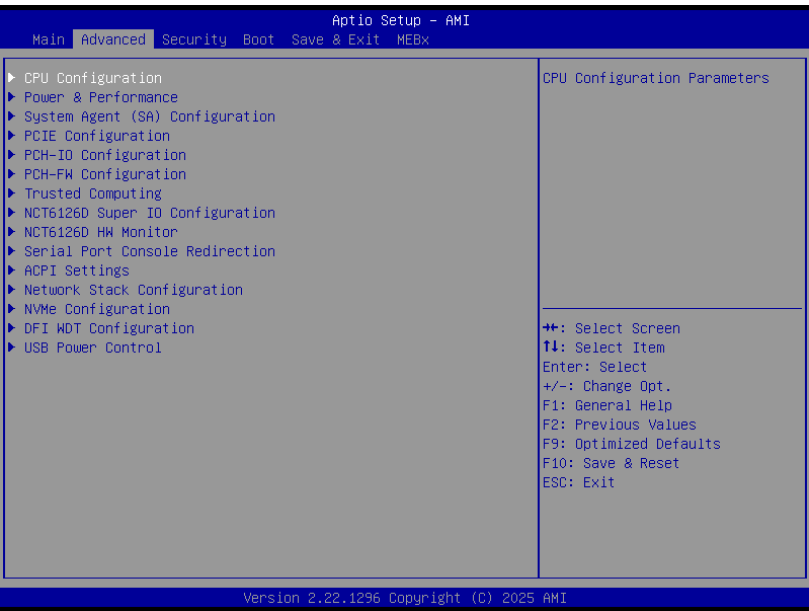 Aptio Setup – AMI
Main Advanced Security Boot Save & Exit MEBx
CPU Configuration
Power & Performance
System Agent (SA) Configuration
PCIE Configuration
PCH-IO Configuration
PCH-FW Configuration
Trusted Computing
NCT6126D Super IO Configuration
NCT6126D HW Monitor
Serial Port Console Redirection
ACPI Settings
Network Stack Configuration
NVMe Configuration
DFI WDT Configuration
USB Power Control
CPU Configuration Parameters
→←: Select Screen
↑↓: Select Item
Enter: Select
+/-: Change Opt.
F1: General Help
F2: Previous Values
F9: Optimized Defaults
F10: Save & Reset
ESC: Exit
Version 2.22.1296 Copyright (C) 2025 AMI